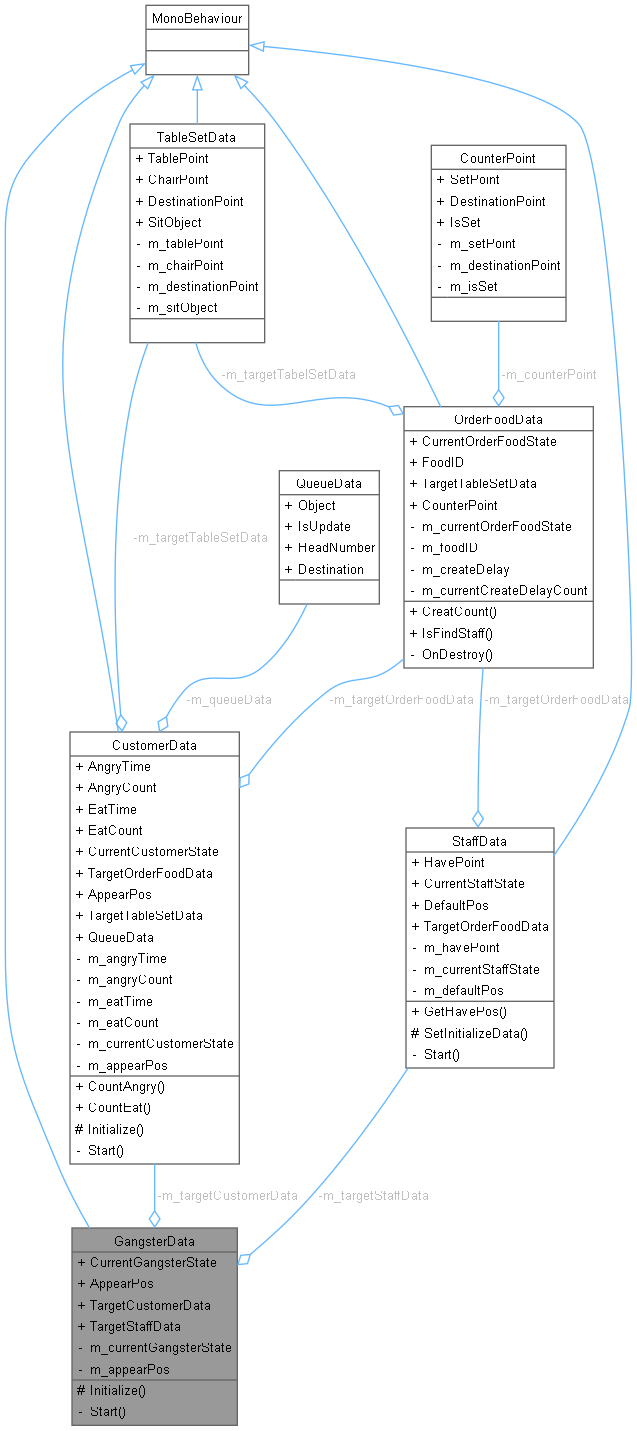 MonoBehaviour
TableSetData
+ TablePoint
+ ChairPoint
+ DestinationPoint
+ SitObject
- m_tablePoint
- m_chairPoint
- m_destinationPoint
- m_sitObject
CounterPoint
+ SetPoint
+ DestinationPoint
+ IsSet
- m_setPoint
- m_destinationPoint
- m_isSet
-m_targetTabelSetData
-m_counterPoint
OrderFoodData
+ CurrentOrderFoodState
+ FoodID
+ TargetTableSetData
+ CounterPoint
- m_currentOrderFoodState
- m_foodID
- m_createDelay
- m_currentCreateDelayCount
+ CreatCount()
+ IsFindStaff()
- OnDestroy()
QueueData
+ Object
+ IsUpdate
+ HeadNumber
+ Destination
-m_targetTableSetData
-m_queueData
-m_targetOrderFoodData
-m_targetOrderFoodData
CustomerData
+ AngryTime
+ AngryCount
+ EatTime
+ EatCount
+ CurrentCustomerState
+ TargetOrderFoodData
+ AppearPos
+ TargetTableSetData
+ QueueData
- m_angryTime
- m_angryCount
- m_eatTime
- m_eatCount
- m_currentCustomerState
- m_appearPos
+ CountAngry()
+ CountEat()
# Initialize()
- Start()
StaffData
+ HavePoint
+ CurrentStaffState
+ DefaultPos
+ TargetOrderFoodData
- m_havePoint
- m_currentStaffState
- m_defaultPos
+ GetHavePos()
# SetInitializeData()
- Start()
-m_targetCustomerData
-m_targetStaffData
GangsterData
+ CurrentGangsterState
+ AppearPos
+ TargetCustomerData
+ TargetStaffData
- m_currentGangsterState
- m_appearPos
# Initialize()
- Start()